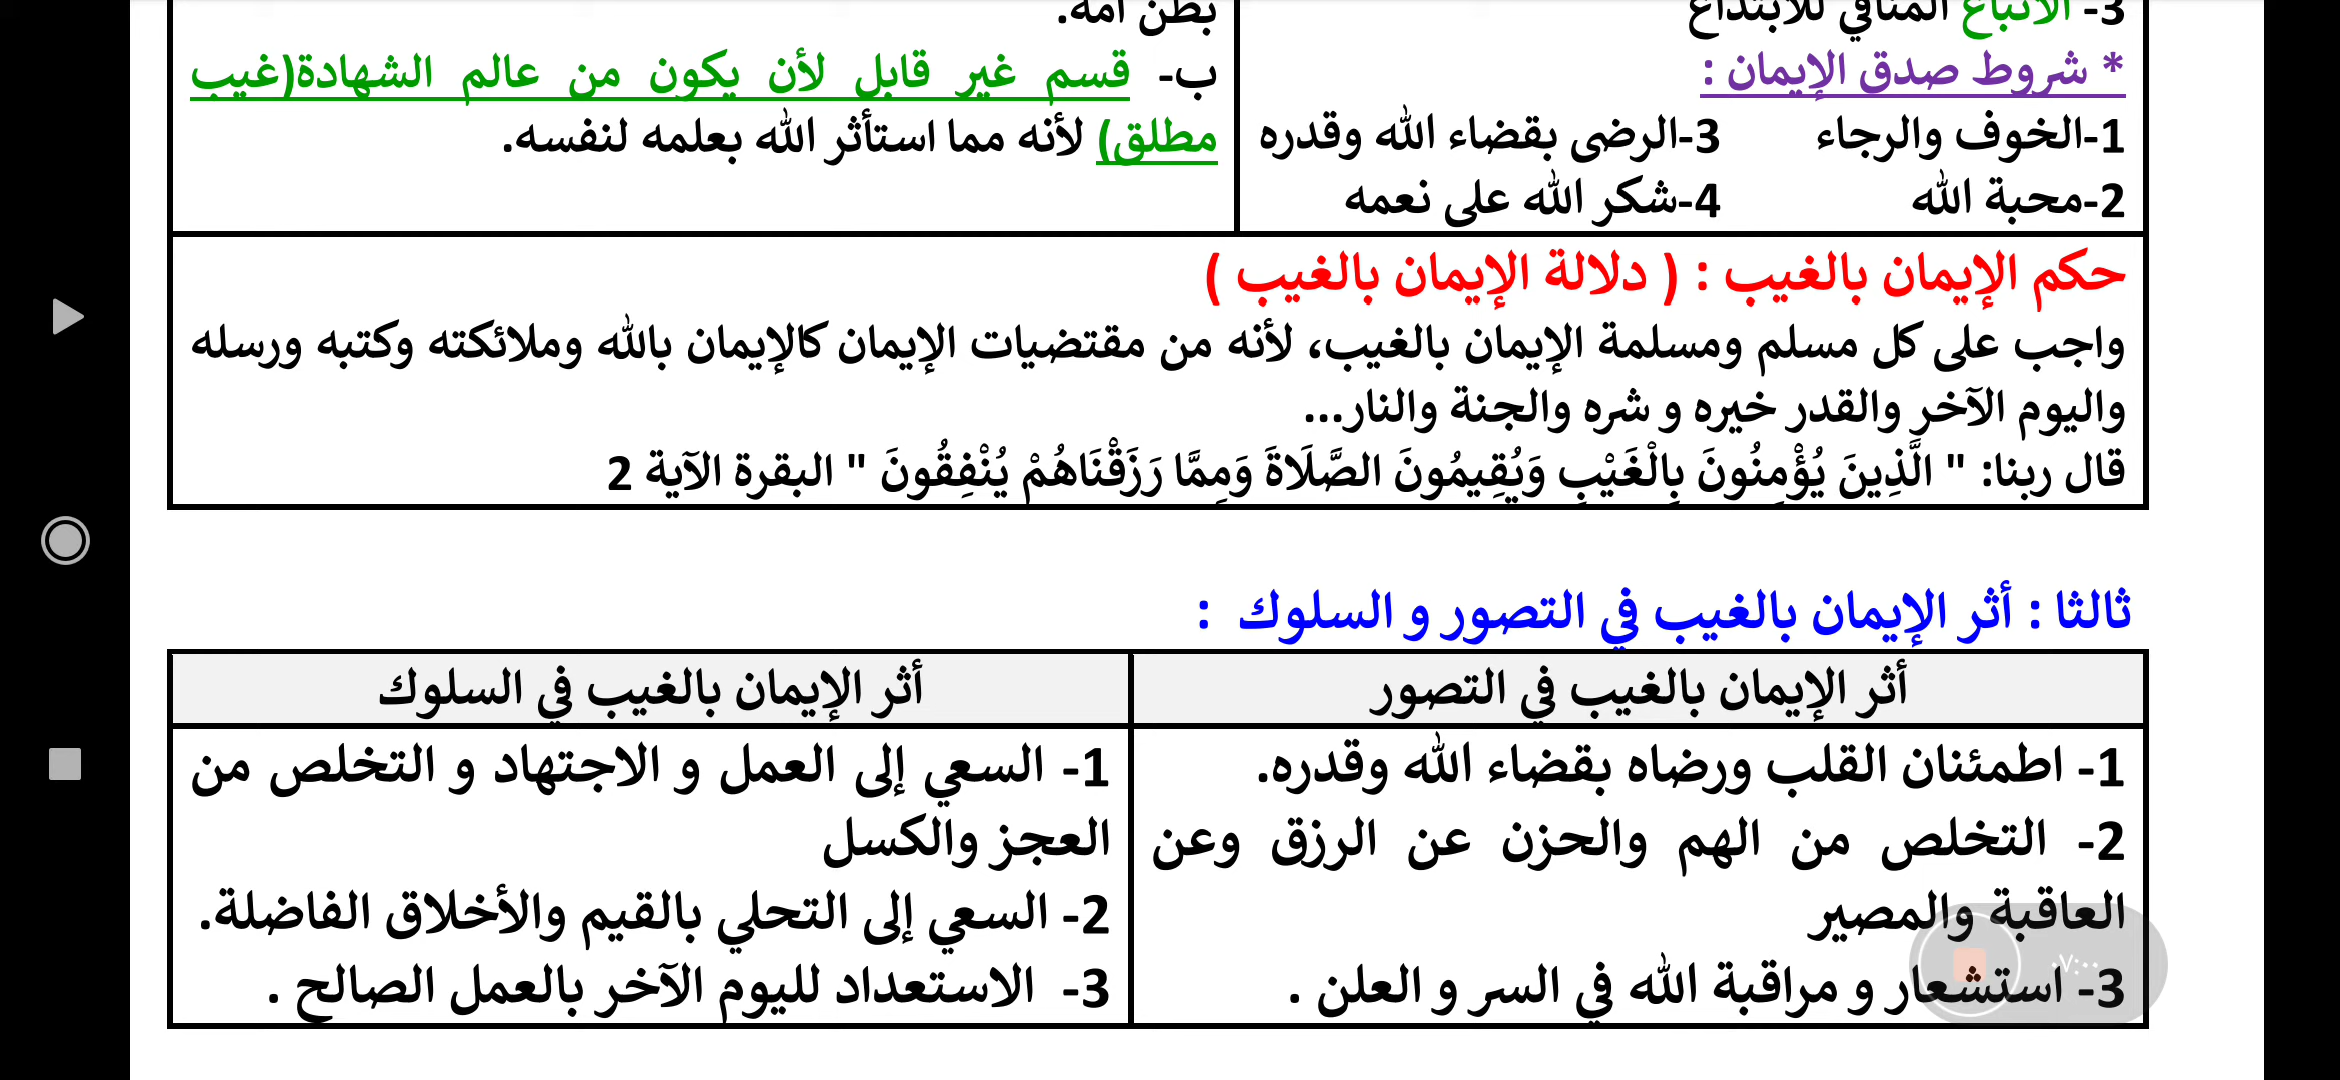 3- الاتباع المنافي للابتداع
* شروط صدق الإيمان :
1-الخوف والرجاء 3-الرضى بقضاء الله وقدره
2-محبة الله 4-شكر الله على نعمه
بطن أمه.
ب- قسم غير قابل لأن يكون من عالم الشهادة(غيب
مطلق) لأنه مما استأثر الله بعلمه لنفسه.
حكم الإيمان بالغيب : ( دلالة الإيمان بالغيب )
واجب على كل مسلم ومسلمة الإيمان بالغيب، لأنه من مقتضيات الإيمان كالإيمان بالله وملائكته وكتبه ورسله
واليوم الآخر والقدر خيره و شره والجنة والنار...
قال ربنا: " الَّذِينَ يُؤْمِنُونَ بِالْغَيْبِ وَيُقِيمُونَ الصَّلَاةَ وَمِمَّا رَزَقْنَاهُمْ يُنْفِقُونَ " البقرة الآية 2
ثالثا : أثر الإيمان بالغيب في التصور و السلوك :
أثر الإيمان بالغيب في التصور
1- اطمئنان القلب ورضاه بقضاء الله وقدره.
2- التخلص من الهم والحزن عن الرزق وعن
العاقبة والمصير
3- استشعار و مراقبة الله في السر و العلن .
أثر الإيمان بالغيب في السلوك
1- السعي إلى العمل و الاجتهاد و التخلص من
العجز والكسل
2- السعي إلى التحلي بالقيم والأخلاق الفاضلة.
3- الاستعداد لليوم الآخر بالعمل الصالح .
٠٧:٠٠